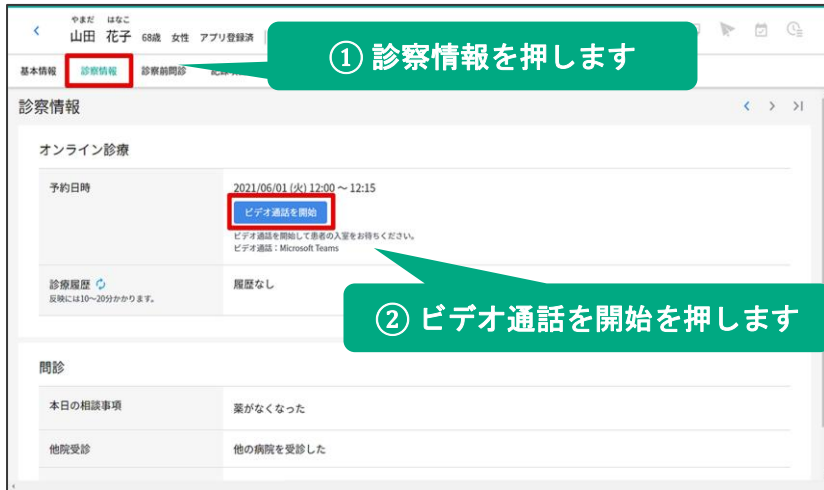 やまだ はなこ
山田 花子 68歳 女性 アプリ登録済
① 診察情報を押します
基本情報 診察情報 診察前問診
診察情報
オンライン診療
予約日時 2021/06/01 (火) 12:00 ～ 12:15
ビデオ通話を開始
ビデオ通話を開始して患者の入室をお待ちください。
ビデオ通話：Microsoft Teams
診療履歴 履歴なし
反映には10～20分かかります。
② ビデオ通話を開始を押します
問診
本日の相談事項 薬がなくなった
他院受診 他の病院を受診した